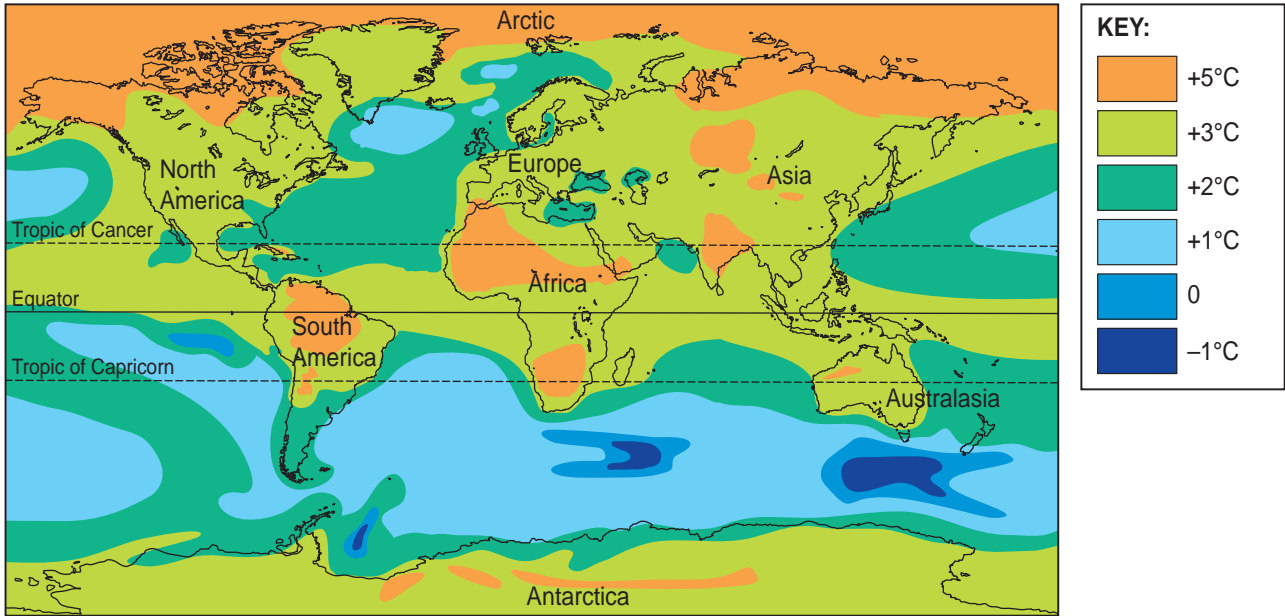 Arctic
North
America
Europe
Asia
Tropic of Cancer
Africa
Equator
South
America
Tropic of Capricorn
Australasia
Antarctica
KEY:
+5°C
+3°C
+2°C
+1°C
0
–1°C